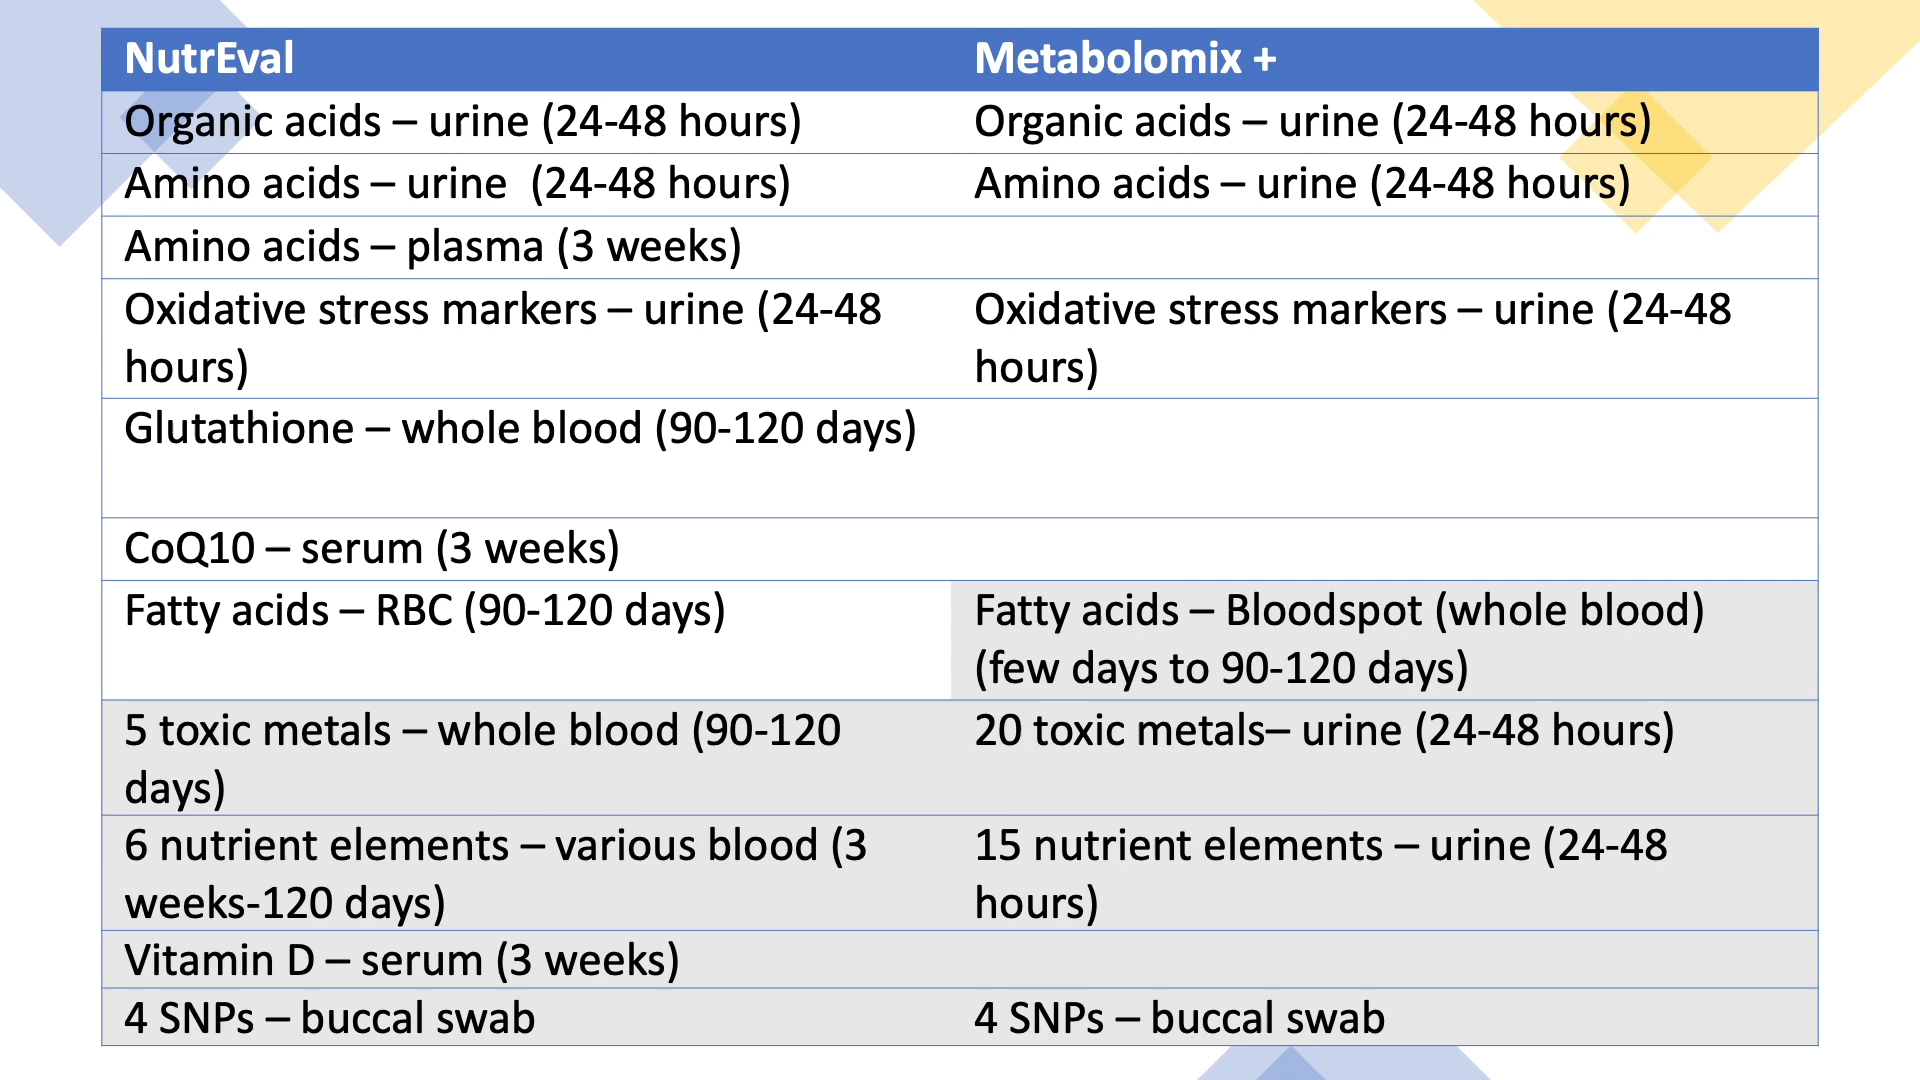 NutrEval Metabolomix +
Organic acids – urine (24-48 hours) Organic acids – urine (24-48 hours)
Amino acids – urine  (24-48 hours) Amino acids – urine (24-48 hours)
Amino acids – plasma (3 weeks)
Oxidative stress markers – urine (24-48 Oxidative stress markers – urine (24-48
hours) hours)
Glutathione – whole blood (90-120 days)
CoQ10 – serum (3 weeks)
Fatty acids – RBC (90-120 days) Fatty acids – Bloodspot (whole blood)
(few days to 90-120 days)
5 toxic metals – whole blood (90-120 20 toxic metals– urine (24-48 hours)
days)
6 nutrient elements – various blood (3 15 nutrient elements – urine (24-48
weeks-120 days) hours)
Vitamin D – serum (3 weeks)
4 SNPs – buccal swab 4 SNPs – buccal swab